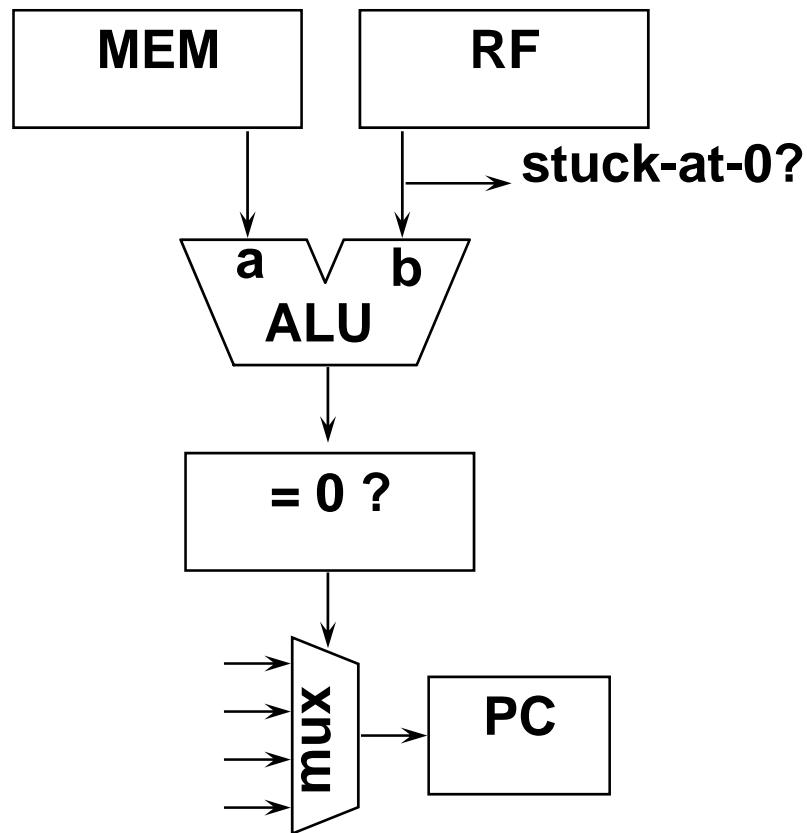 MEM
RF
stuck-at-0?
a
b
ALU
= 0 ?
mux
PC